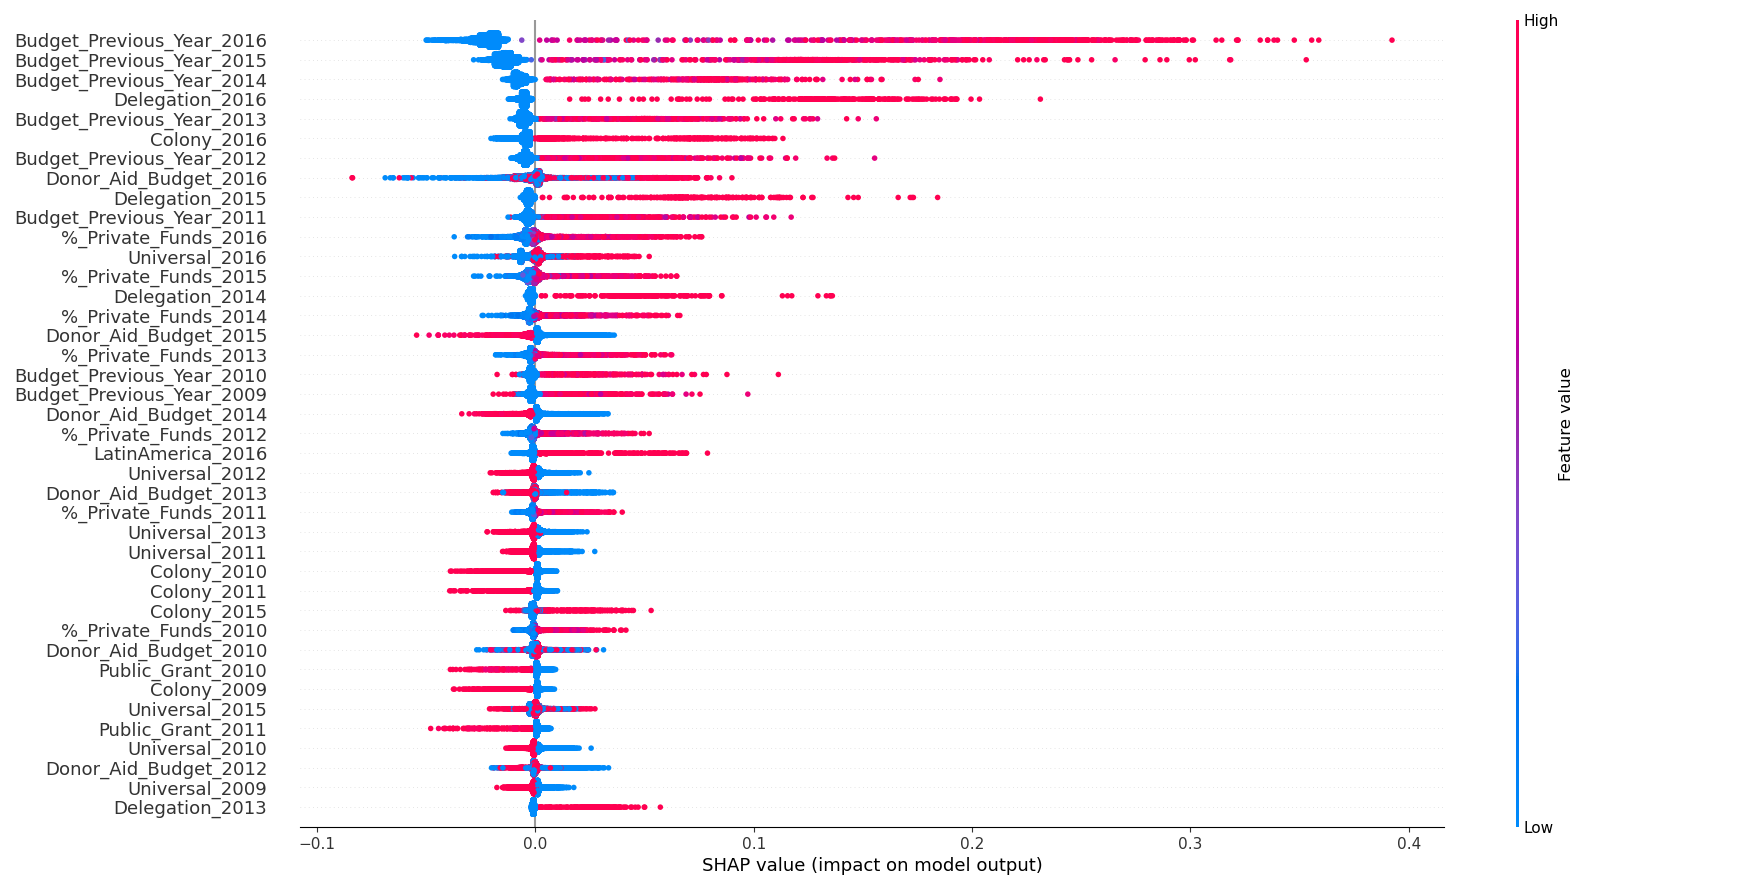 Budget_Previous_Year_2016
Budget_Previous_Year_2015
Budget_Previous_Year_2014
Delegation_2016
Budget_Previous_Year_2013
Colony_2016
Budget_Previous_Year_2012
Donor_Aid_Budget_2016
Delegation_2015
Budget_Previous_Year_2011
%_Private_Funds_2016
Universal_2016
%_Private_Funds_2015
Delegation_2014
%_Private_Funds_2014
Donor_Aid_Budget_2015
%_Private_Funds_2013
Budget_Previous_Year_2010
Budget_Previous_Year_2009
Donor_Aid_Budget_2014
%_Private_Funds_2012
LatinAmerica_2016
Universal_2012
Donor_Aid_Budget_2013
%_Private_Funds_2011
Universal_2013
Universal_2011
Colony_2010
Colony_2011
Colony_2015
%_Private_Funds_2010
Donor_Aid_Budget_2010
Public_Grant_2010
Colony_2009
Universal_2015
Public_Grant_2011
Universal_2010
Donor_Aid_Budget_2012
Universal_2009
Delegation_2013
−0.1 0.0 0.1 0.2 0.3 0.4
SHAP value (impact on model output)
High
Feature value
Low